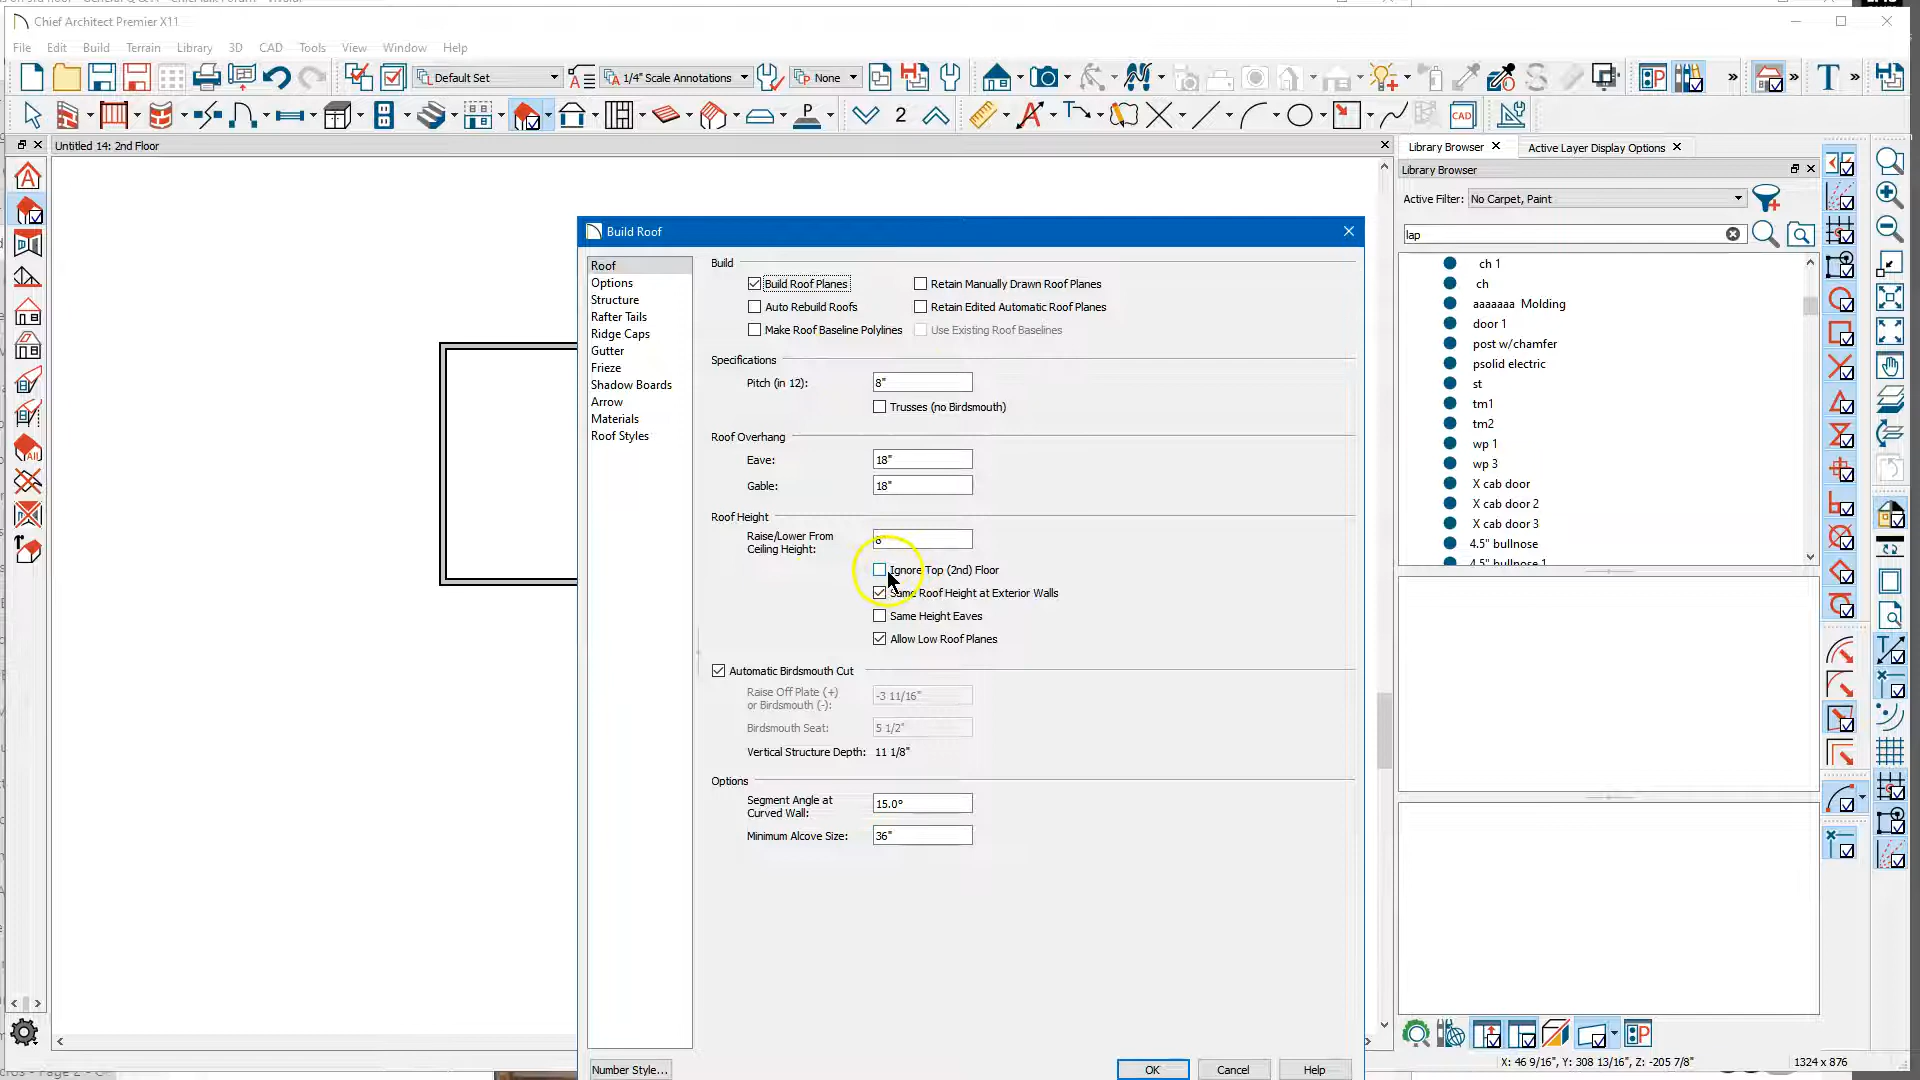 Chief Architect Premier X11
File Edit Build Terrain Library 3D CAD Tools View Window Help
Default Set
1/4" Scale Annotations
None
2
CAD
Untitled 14: 2nd Floor
Library Browser
Active Layer Display Options
Library Browser
Active Filter: No Carpet, Paint
lap
ch 1
ch
aaaaaaa Molding
door 1
post w/chamfer
psolid electric
st
tm1
tm2
wp 1
wp 3
X cab door
X cab door 2
X cab door 3
4.5" bullnose
4.5" bullnose 1
Build Roof
Roof
Options
Structure
Rafter Tails
Ridge Caps
Gutter
Frieze
Shadow Boards
Arrow
Materials
Roof Styles
Build
Build Roof Planes
Retain Manually Drawn Roof Planes
Auto Rebuild Roofs
Retain Edited Automatic Roof Planes
Make Roof Baseline Polylines
Use Existing Roof Baselines
Specifications
Pitch (in 12): 8"
Trusses (no Birdsmouth)
Roof Overhang
Eave: 18"
Gable: 18"
Roof Height
Raise/Lower From
Ceiling Height:
Ignore Top (2nd) Floor
Same Roof Height at Exterior Walls
Same Height Eaves
Allow Low Roof Planes
Automatic Birdsmouth Cut
Raise Off Plate (+)
or Birdsmouth (-): -3 11/16"
Birdsmouth Seat: 5 1/2"
Vertical Structure Depth: 11 1/8"
Options
Segment Angle at
Curved Wall: 15.0°
Minimum Alcove Size: 36"
Number Style...
OK
Cancel
Help
X: 46 9/16", Y: 308 13/16", Z: -205 7/8"
1324 x 876